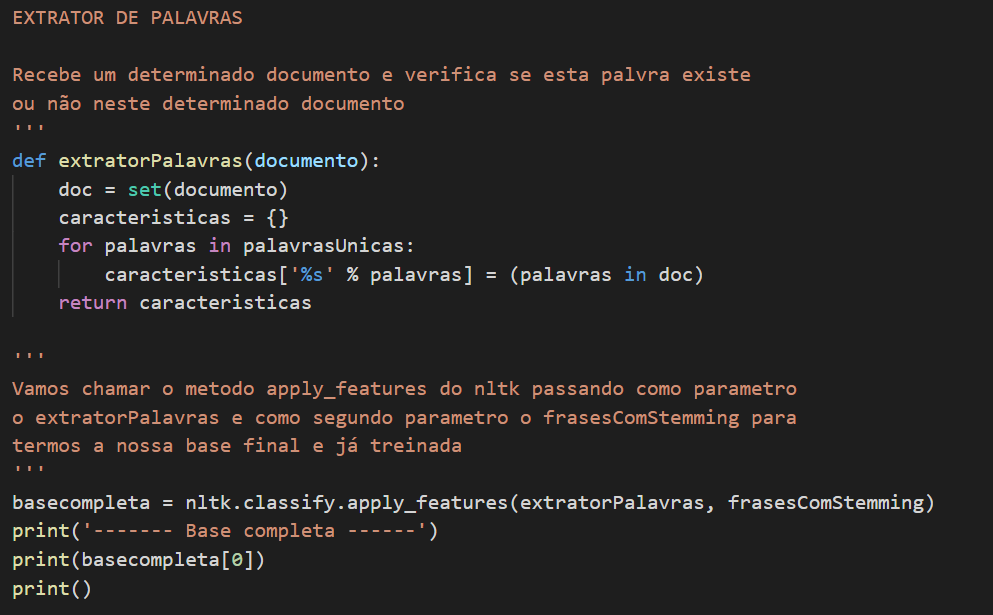 EXTRATOR DE PALAVRAS
Recebe um determinado documento e verifica se esta palvra existe
ou não neste determinado documento
'''
def extratorPalavras(documento):
    doc = set(documento)
    caracteristicas = {}
    for palavras in palavrasUnicas:
        caracteristicas['%s' % palavras] = (palavras in doc)
    return caracteristicas
'''
Vamos chamar o metodo apply_features do nltk passando como parametro
o extratorPalavras e como segundo parametro o frasesComStemming para
termos a nossa base final e já treinada
'''
basecompleta = nltk.classify.apply_features(extratorPalavras, frasesComStemming)
print('------- Base completa ------')
print(basecompleta[0])
print()